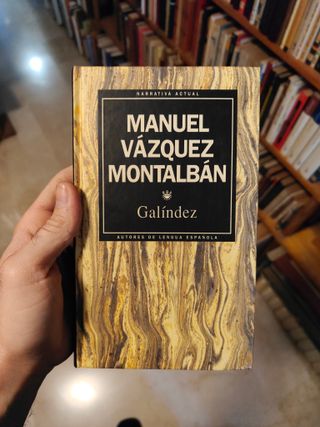 NARRATIVA ACTUAL
MANUEL
VÁZQUEZ
MONTALBÁN
Galíndez
AUTORES DE LENGUA ESPAÑOLA